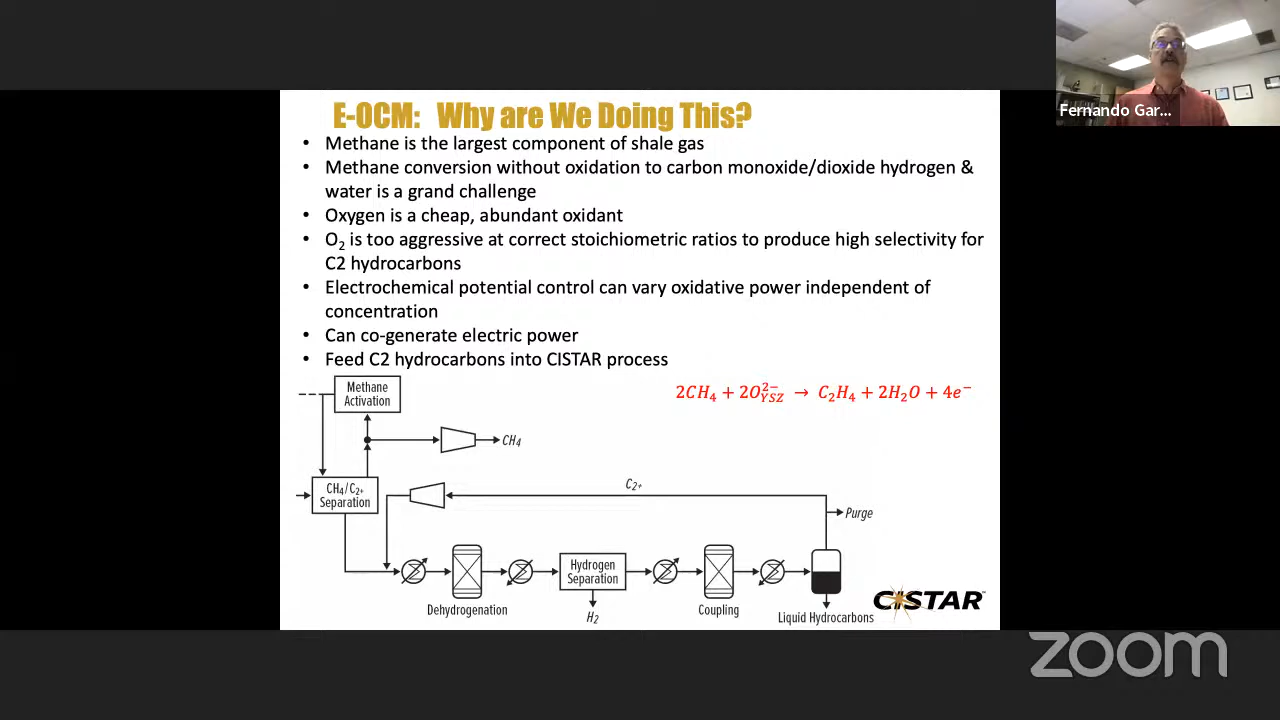 E-OCM: Why are We Doing This?
• Methane is the largest component of shale gas
• Methane conversion without oxidation to carbon monoxide/dioxide hydrogen &
water is a grand challenge
• Oxygen is a cheap, abundant oxidant
• O₂ is too aggressive at correct stoichiometric ratios to produce high selectivity for
C2 hydrocarbons
• Electrochemical potential control can vary oxidative power independent of
concentration
• Can co-generate electric power
• Feed C2 hydrocarbons into CISTAR process
2CH₄ + 2O²⁻_YSZ → C₂H₄ + 2H₂O + 4e⁻
Methane
Activation
CH₄
CH₄/C₂₊
Separation
C₂₊
Purge
Hydrogen
Separation
Dehydrogenation
H₂
Coupling
Liquid Hydrocarbons
CISTAR
Fernando Gar...
zoom